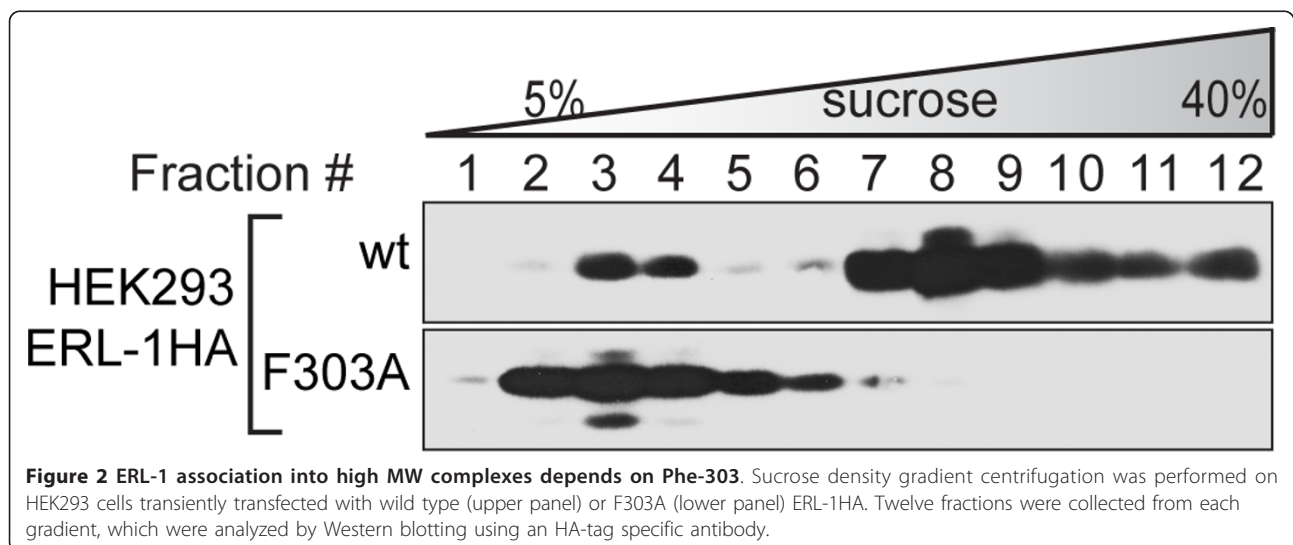 5% sucrose 40%
Fraction # 1 2 3 4 5 6 7 8 9 10 11 12
wt
HEK293
ERL-1HA
F303A
Figure 2 ERL-1 association into high MW complexes depends on Phe-303. Sucrose density gradient centrifugation was performed on
HEK293 cells transiently transfected with wild type (upper panel) or F303A (lower panel) ERL-1HA. Twelve fractions were collected from each
gradient, which were analyzed by Western blotting using an HA-tag specific antibody.